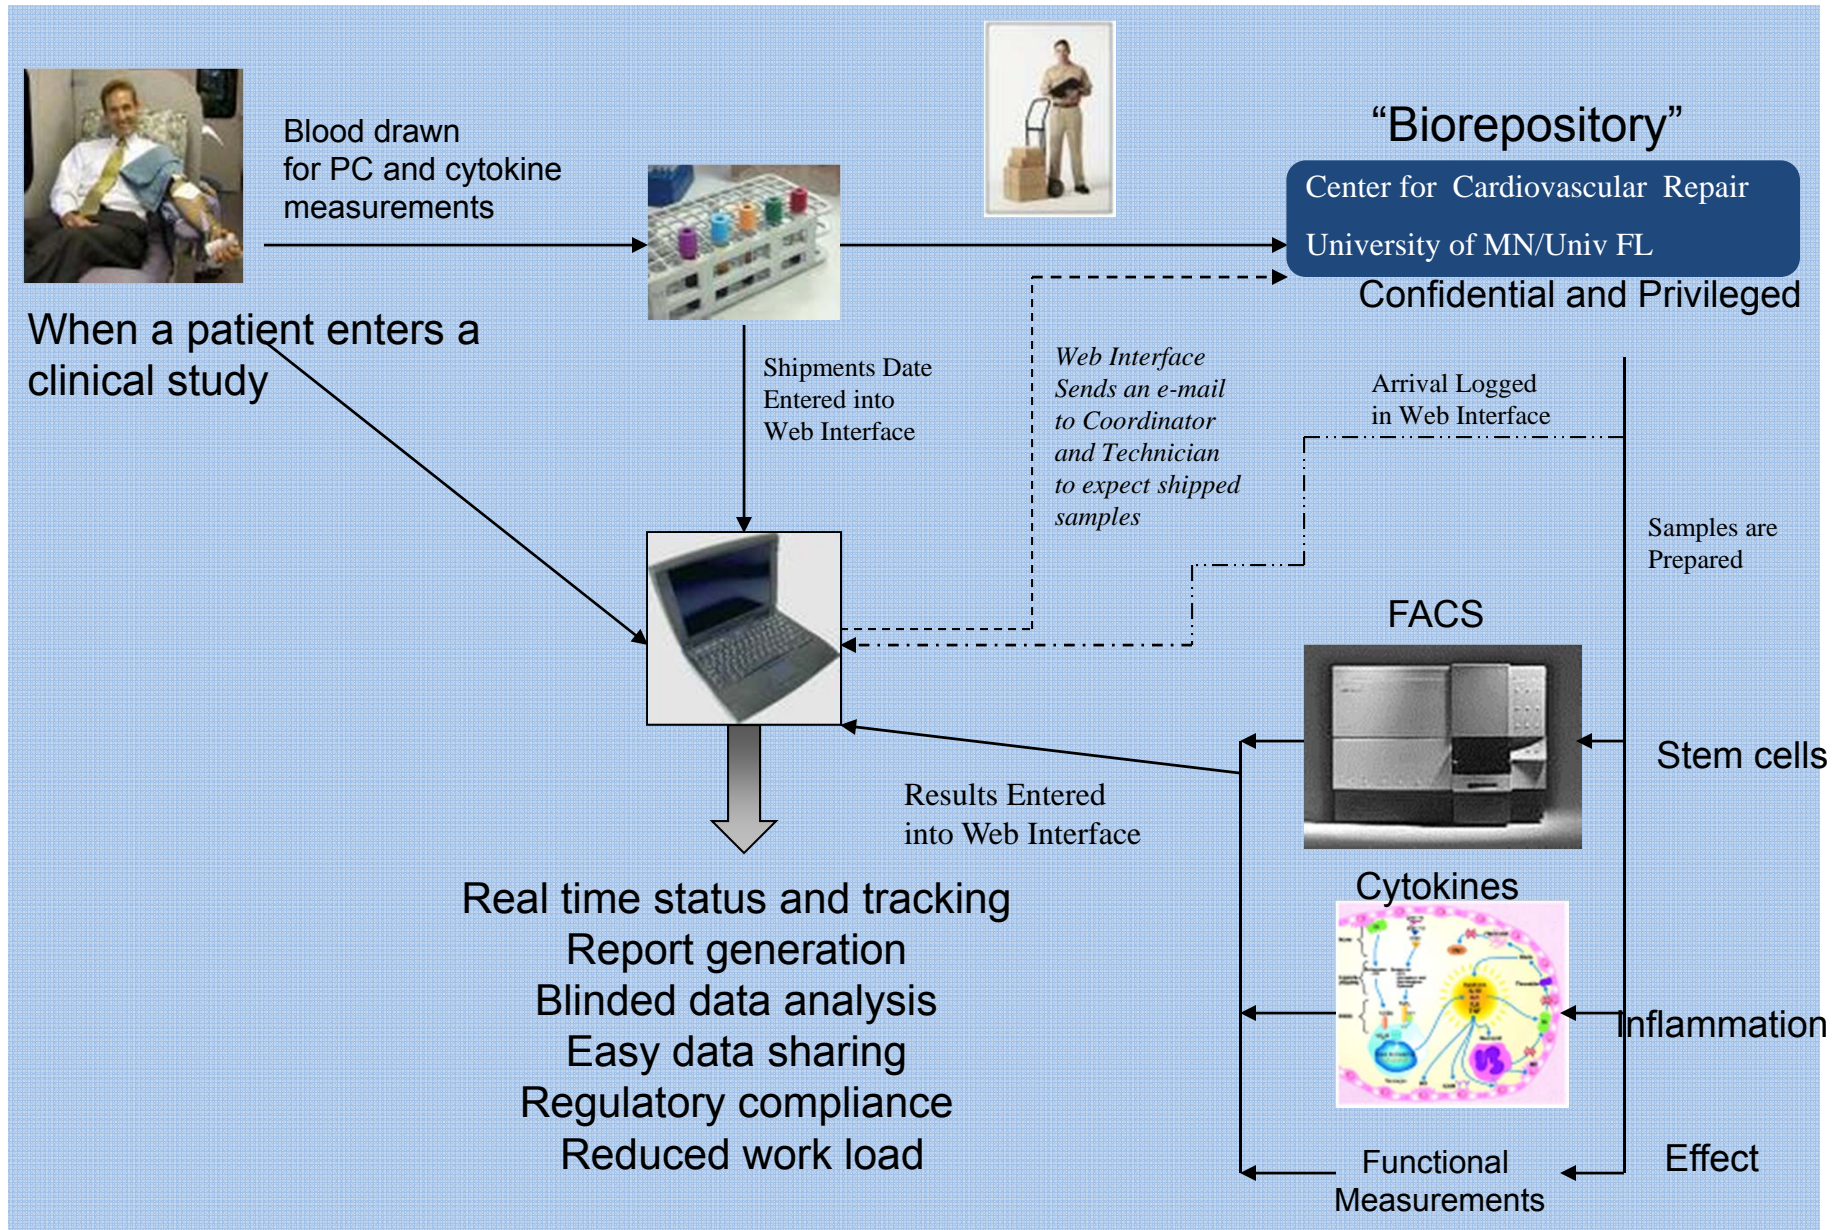 Blood drawn
for PC and cytokine
measurements
“Biorepository”
Center for Cardiovascular Repair
University of MN/Univ FL
Confidential and Privileged
When a patient enters a
clinical study
Shipments Date
Entered into
Web Interface
Web Interface
Sends an e-mail
to Coordinator
and Technician
to expect shipped
samples
Arrival Logged
in Web Interface
Samples are
Prepared
FACS
Stem cells
Results Entered
into Web Interface
Cytokines
Inflammation
Real time status and tracking
Report generation
Blinded data analysis
Easy data sharing
Regulatory compliance
Reduced work load
Functional
Measurements
Effect